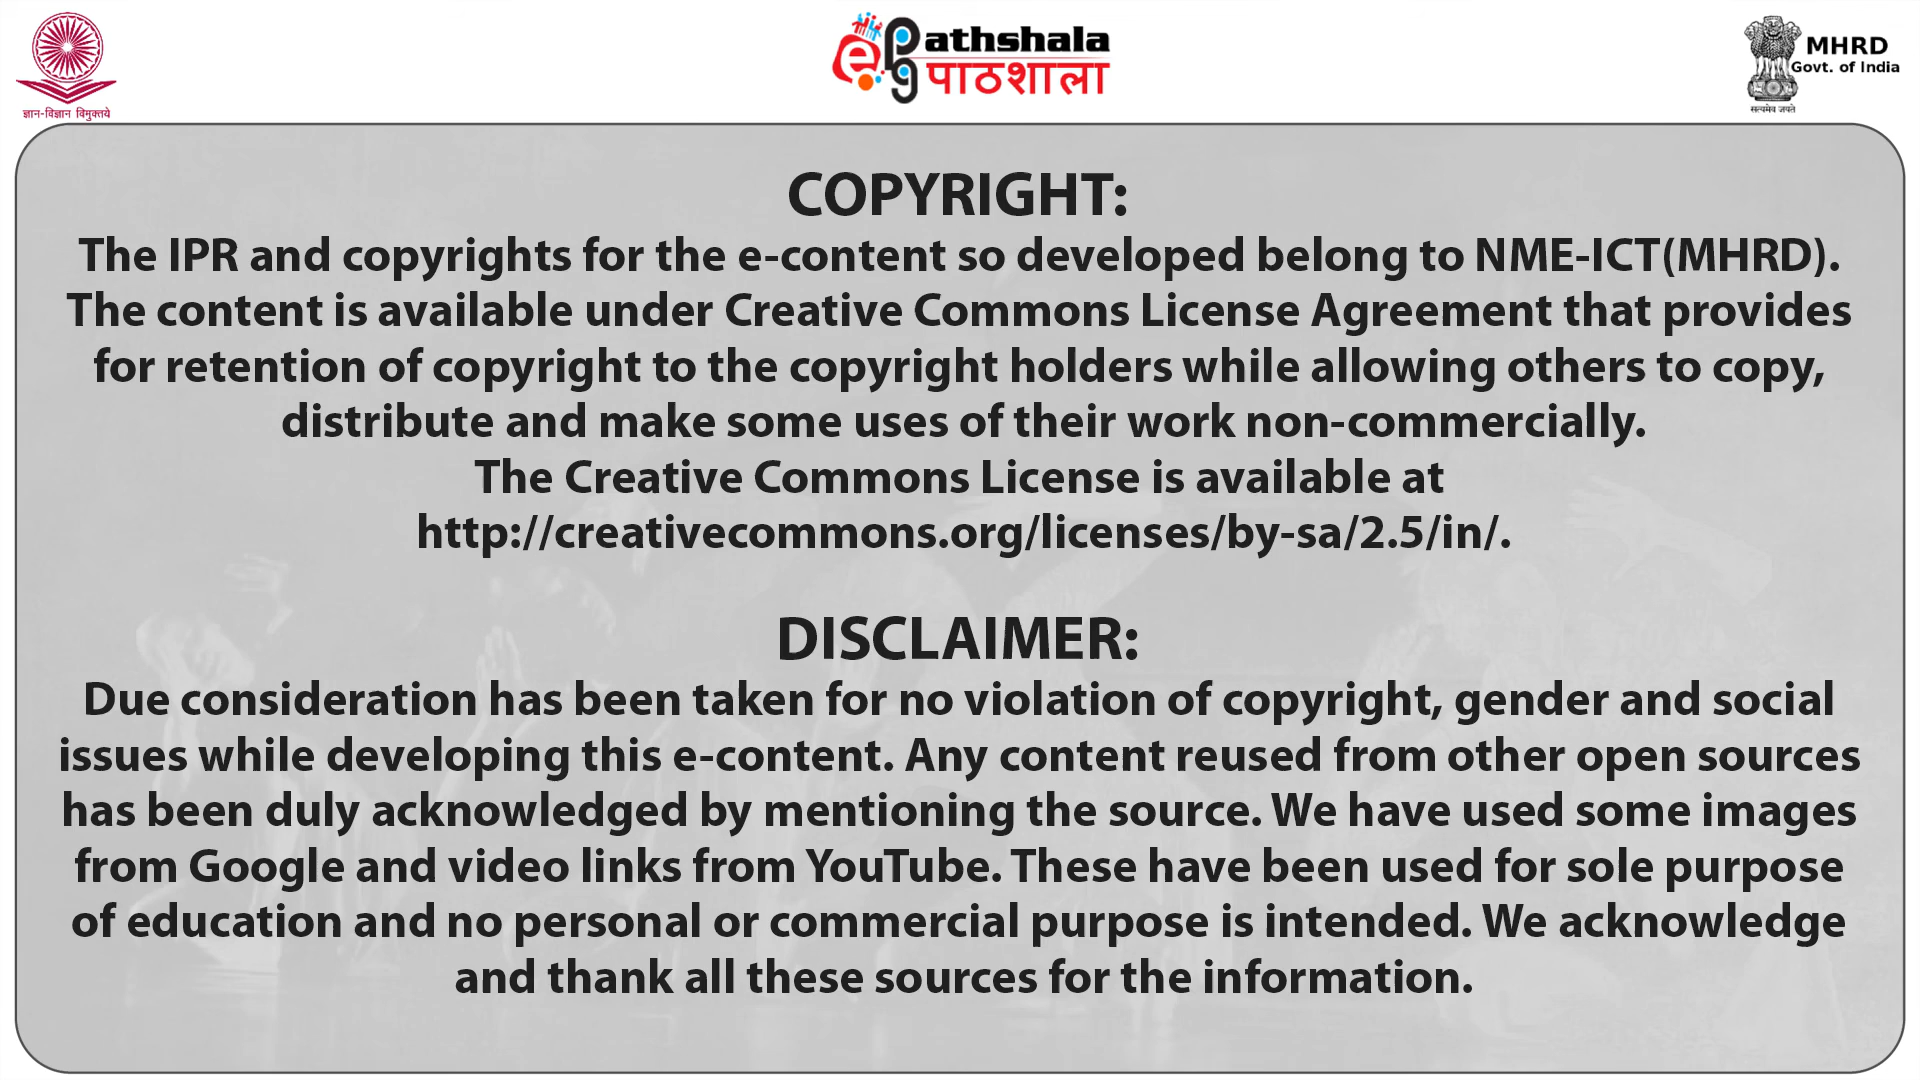 ज्ञान-विज्ञान विमुक्तये
e Pathshala
पाठशाला
MHRD
Govt. of India
सत्यमेव जयते
COPYRIGHT:
The IPR and copyrights for the e-content so developed belong to NME-ICT(MHRD).
The content is available under Creative Commons License Agreement that provides
for retention of copyright to the copyright holders while allowing others to copy,
distribute and make some uses of their work non-commercially.
The Creative Commons License is available at
http://creativecommons.org/licenses/by-sa/2.5/in/.
DISCLAIMER:
Due consideration has been taken for no violation of copyright, gender and social
issues while developing this e-content. Any content reused from other open sources
has been duly acknowledged by mentioning the source. We have used some images
from Google and video links from YouTube. These have been used for sole purpose
of education and no personal or commercial purpose is intended. We acknowledge
and thank all these sources for the information.